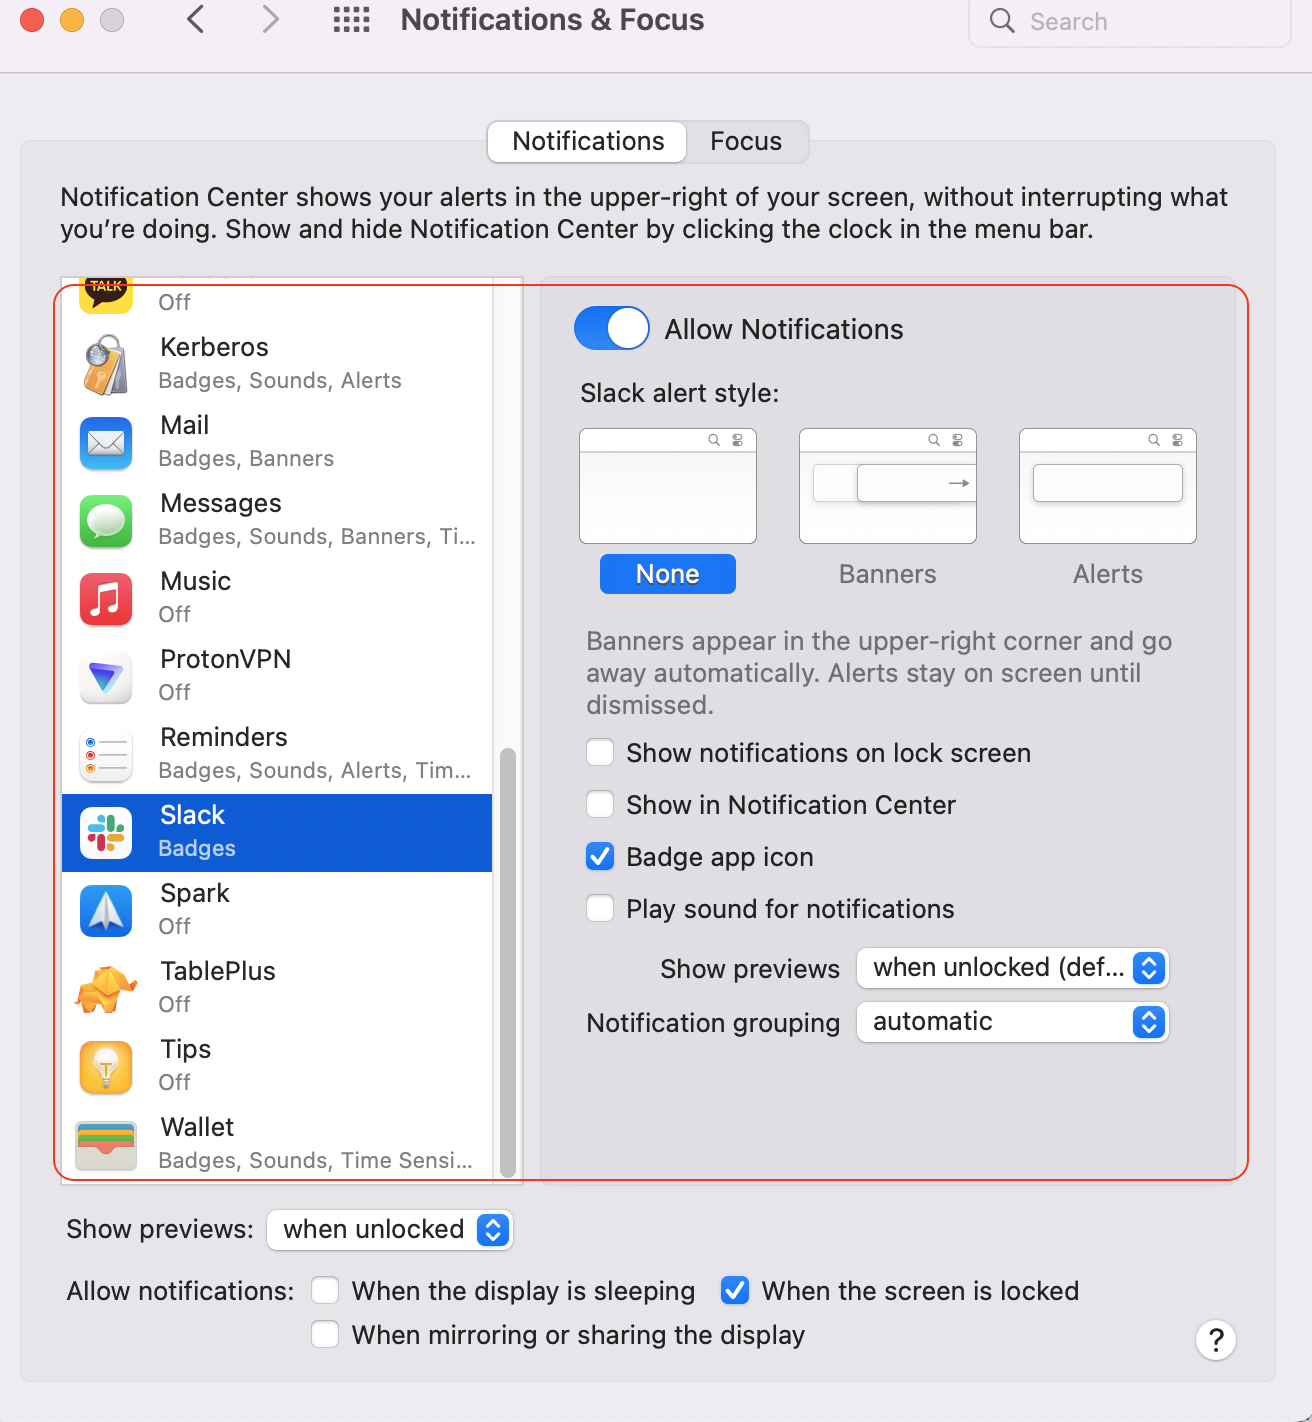 Notifications & Focus
Search
Notifications
Focus
Notification Center shows your alerts in the upper-right of your screen, without interrupting what
you're doing. Show and hide Notification Center by clicking the clock in the menu bar.
TALK
Off
Kerberos
Badges, Sounds, Alerts
Mail
Badges, Banners
Messages
Badges, Sounds, Banners, Ti...
Music
Off
ProtonVPN
Off
Reminders
Badges, Sounds, Alerts, Tim...
Slack
Badges
Spark
Off
TablePlus
Off
Tips
Off
Wallet
Badges, Sounds, Time Sensi...
Allow Notifications
Slack alert style:
None
Banners
Alerts
Banners appear in the upper-right corner and go
away automatically. Alerts stay on screen until
dismissed.
Show notifications on lock screen
Show in Notification Center
Badge app icon
Play sound for notifications
Show previews when unlocked (def...
Notification grouping automatic
Show previews: when unlocked
Allow notifications: When the display is sleeping When the screen is locked
When mirroring or sharing the display
?